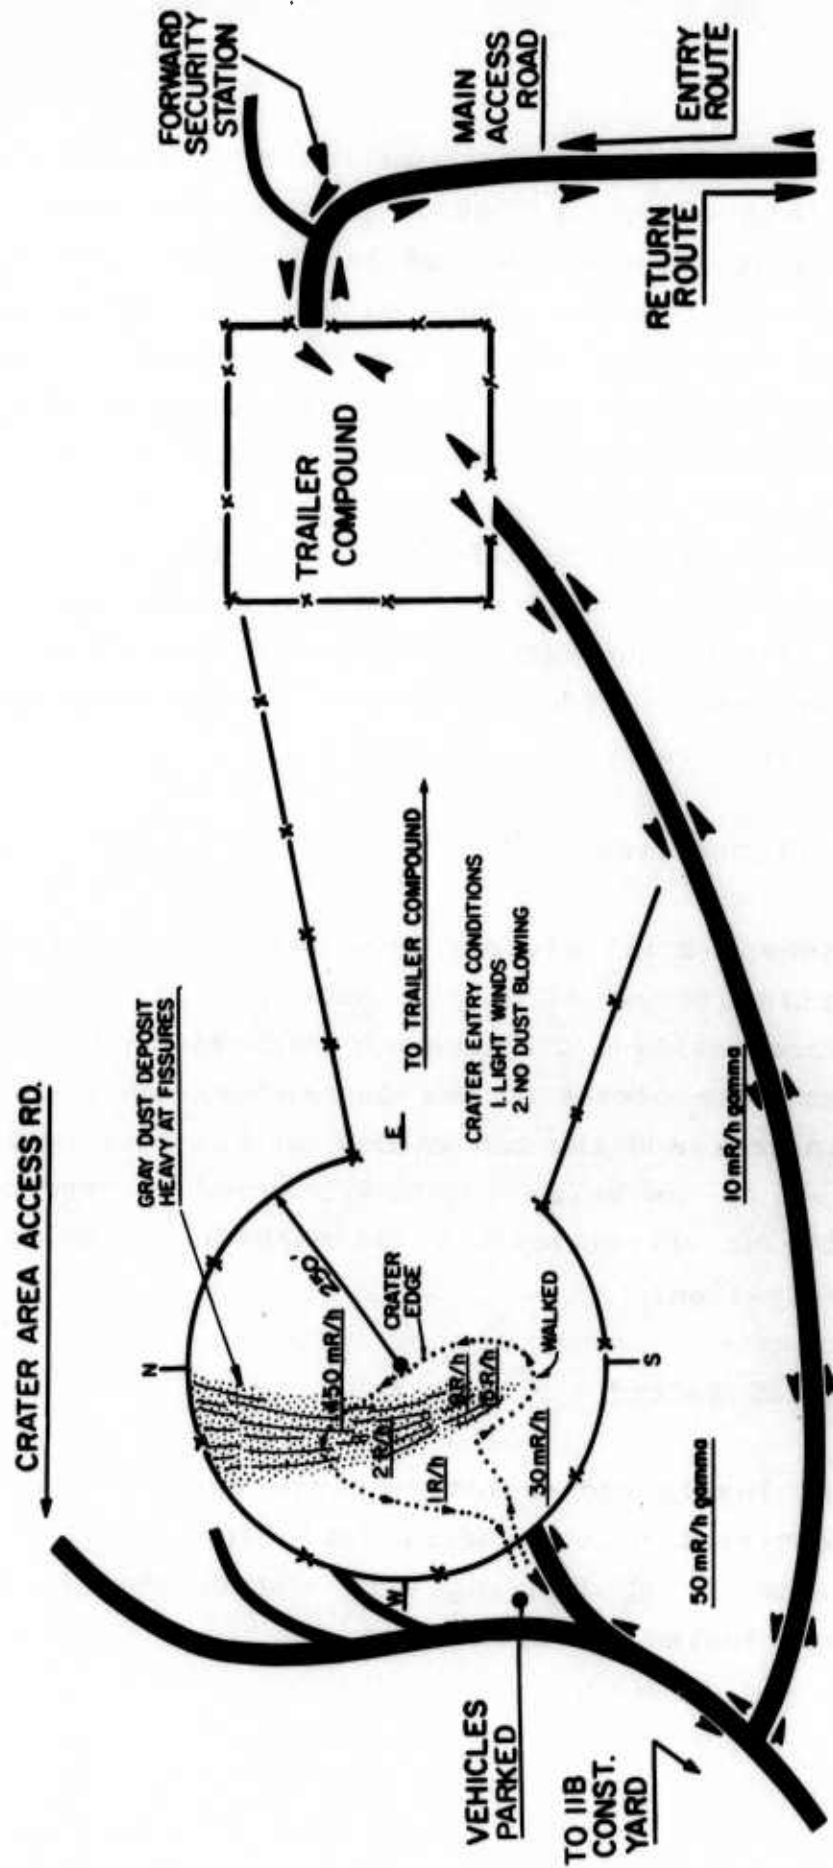 CRATER AREA ACCESS RD.
GRAY DUST DEPOSIT
HEAVY AT FISSURES
FORWARD
SECURITY
STATION
N
250'
450 mR/h
CRATER
EDGE
E
TO TRAILER COMPOUND
TRAILER
COMPOUND
MAIN
ACCESS
ROAD
ENTRY
ROUTE
RETURN
ROUTE
CRATER ENTRY CONDITIONS
1. LIGHT WINDS
2. NO DUST BLOWING
W
2 R/h
1 R/h
30 mR/h
WALKED
S
VEHICLES
PARKED
TO 11B
CONST.
YARD
50 mR/h gamma
10 mR/h gamma